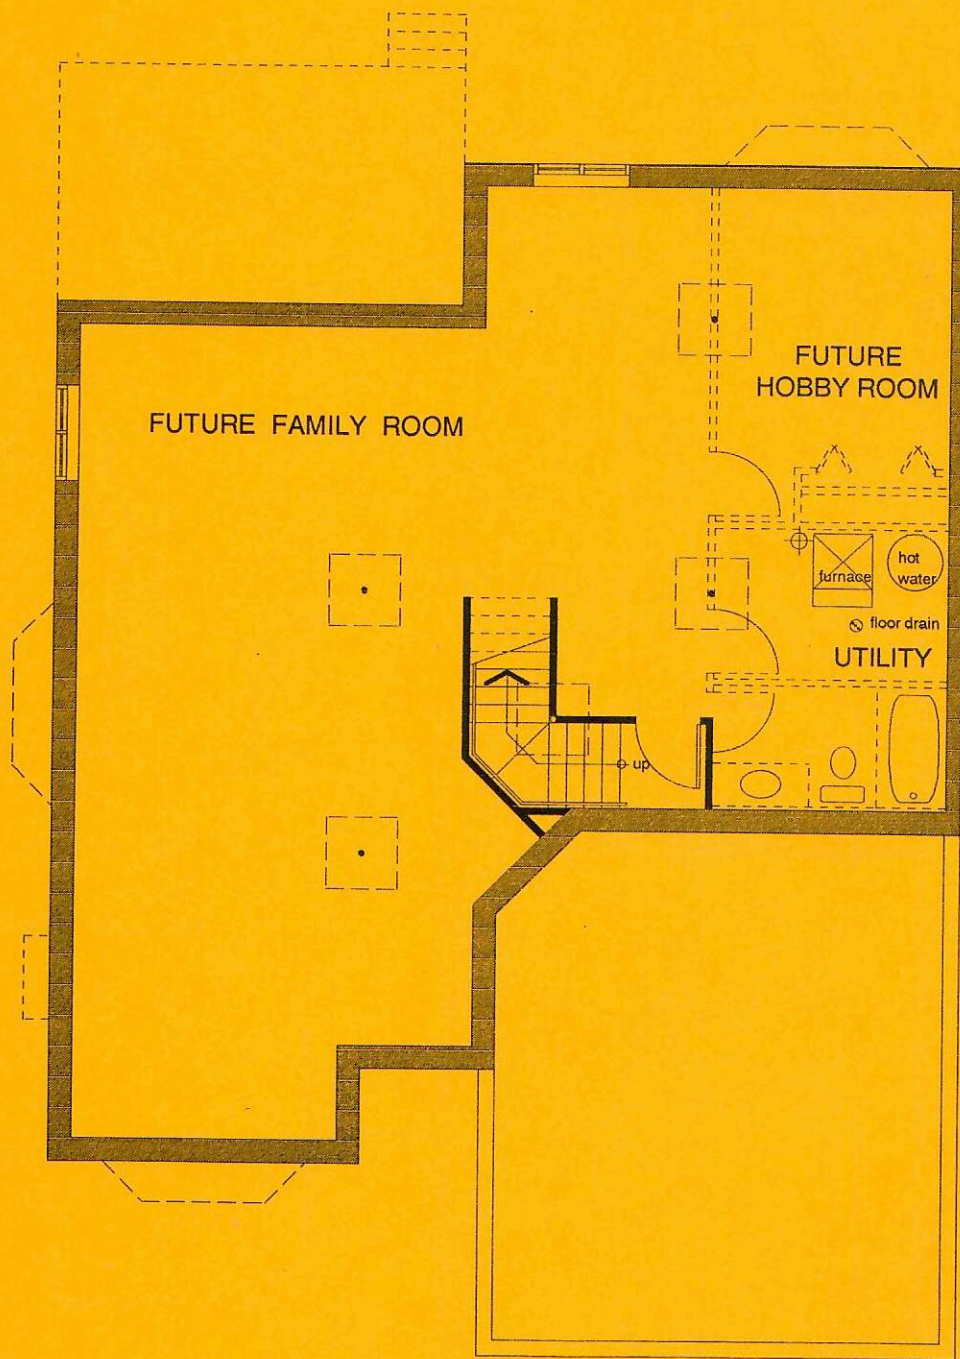 FUTURE
HOBBY ROOM
FUTURE FAMILY ROOM
furnace
hot
water
floor drain
UTILITY
up